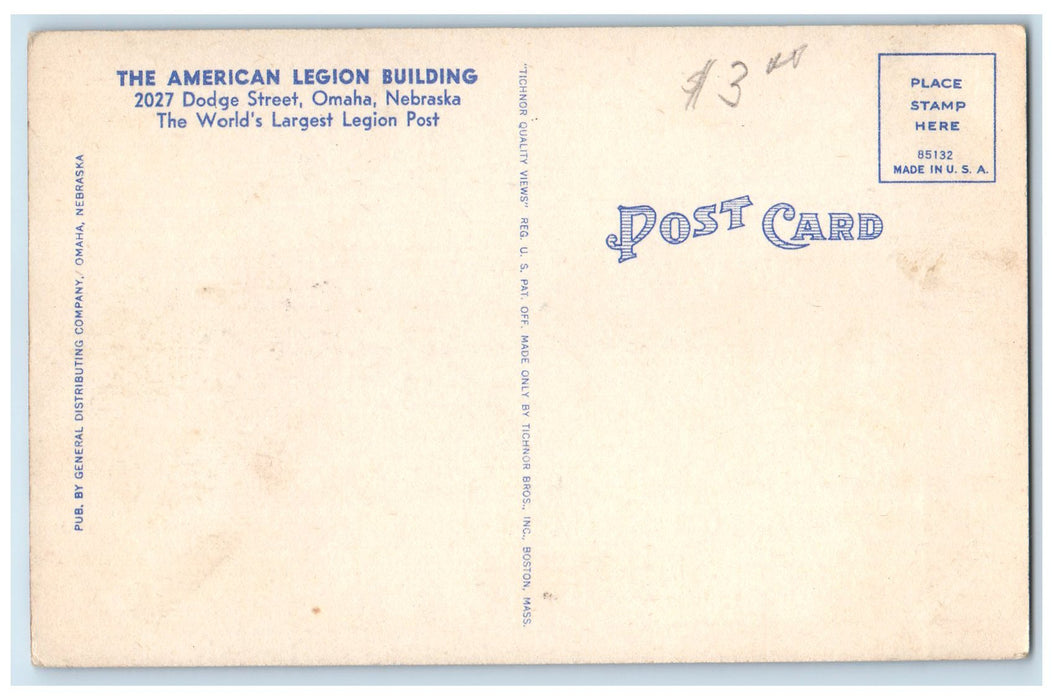 THE AMERICAN LEGION BUILDING
2027 Dodge Street, Omaha, Nebraska
The World's Largest Legion Post
PUB. BY GENERAL DISTRIBUTING COMPANY, OMAHA, NEBRASKA
"TICHNOR QUALITY VIEWS" REG. U. S. PAT. OFF. MADE ONLY BY TICHNOR BROS., INC., BOSTON, MASS.
$3 00
PLACE
STAMP
HERE
85132
MADE IN U. S. A.
POST CARD